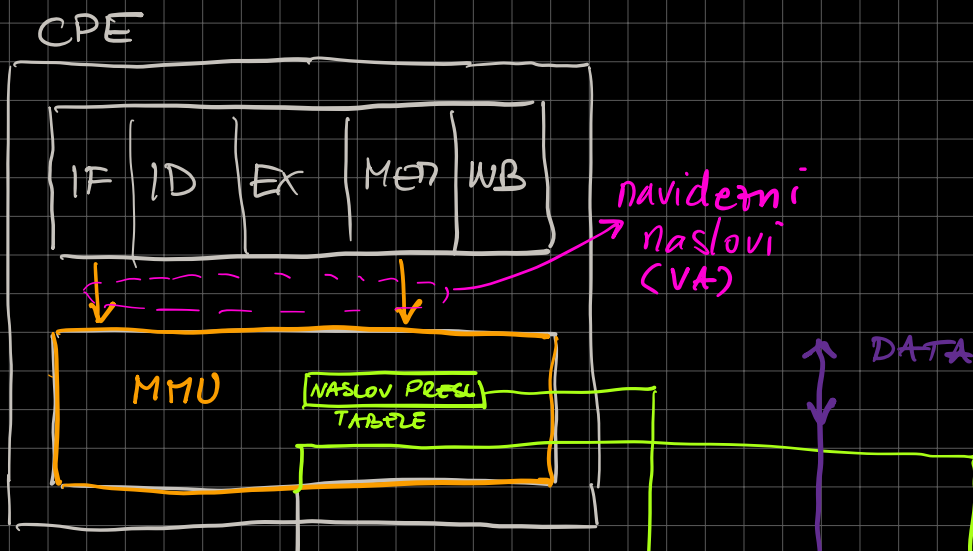 CPE
IF ID EX MEM WB
navidezni
naslovi
(VA)
DATA
MMU
NASLOV PRESL
TABELE